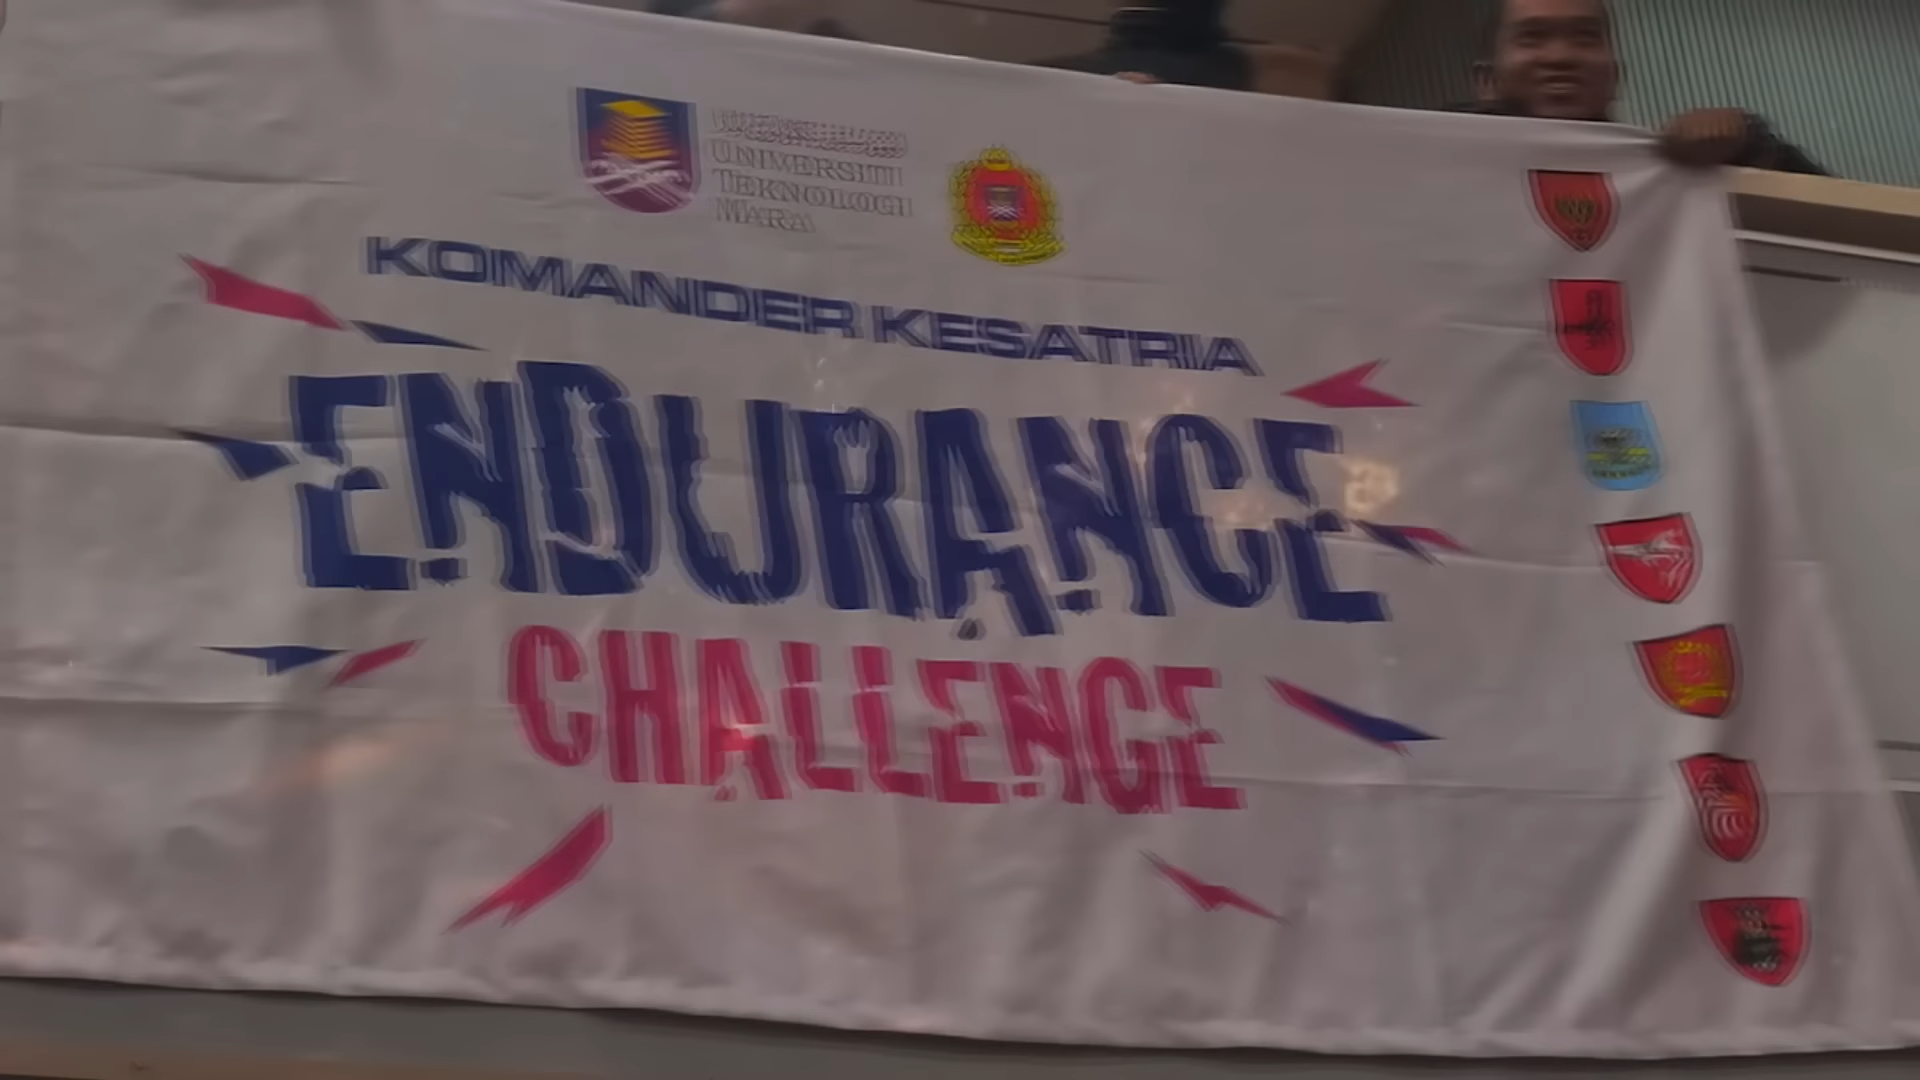 UNIVERSITI
TEKNOLOGI
MARA
KOMANDER KESATRIA
ENDURANCE
CHALLENGE